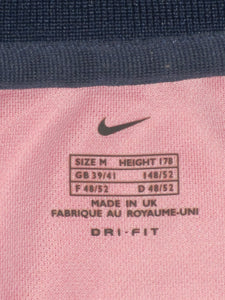 SIZE M HEIGHT 178
GB 39/41 148/52
F 48/52 D 48/52
MADE IN UK
FABRIQUE AU ROYAUME-UNI
DRI-FIT